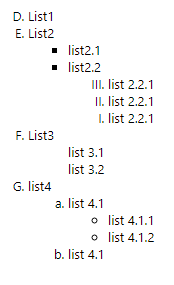 D. List1
E. List2
▪ list2.1
▪ list2.2
III. list 2.2.1
II. list 2.2.1
I. list 2.2.1
F. List3
list 3.1
list 3.2
G. list4
a. list 4.1
○ list 4.1.1
○ list 4.1.2
b. list 4.1